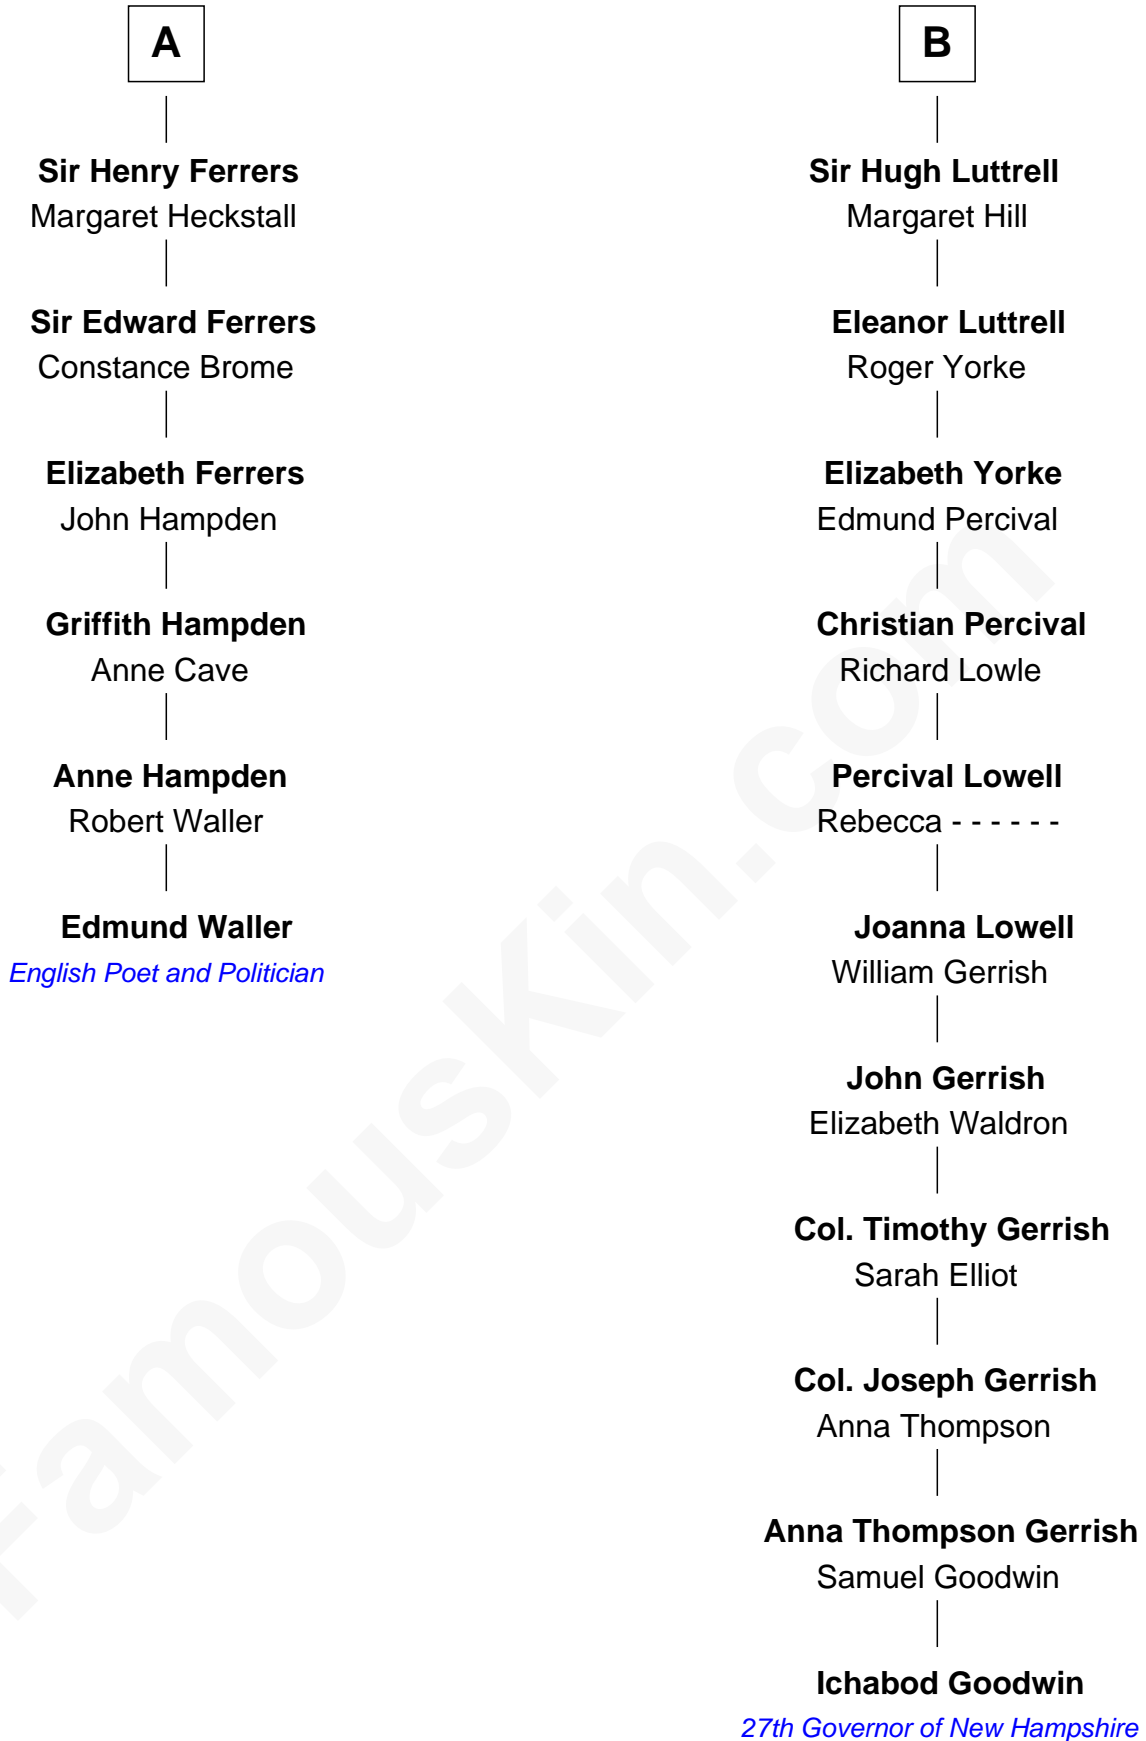 A
Sir Henry Ferrers
Margaret Heckstall
Sir Edward Ferrers
Constance Brome
Elizabeth Ferrers
John Hampden
Griffith Hampden
Anne Cave
Anne Hampden
Robert Waller
Edmund Waller
English Poet and Politician
B
Sir Hugh Luttrell
Margaret Hill
Eleanor Luttrell
Roger Yorke
Elizabeth Yorke
Edmund Percival
Christian Percival
Richard Lowle
Percival Lowell
Rebecca - - - - - -
Joanna Lowell
William Gerrish
John Gerrish
Elizabeth Waldron
Col. Timothy Gerrish
Sarah Elliot
Col. Joseph Gerrish
Anna Thompson
Anna Thompson Gerrish
Samuel Goodwin
Ichabod Goodwin
27th Governor of New Hampshire
FamousKin.com